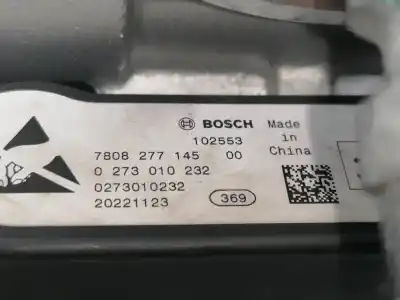 BOSCH Made
102553 in
7808 277 145 00 China
0 273 010 232
0273010232 369
20221123